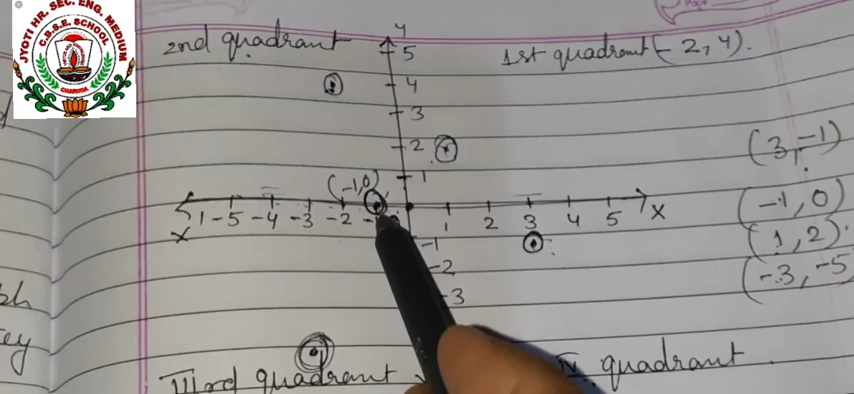 JYOTI HR. SEC. ENG. MEDIUM
C.B.S.E. SCHOOL
CHARODA
2nd quadrant
y
1st quadrant (-2,4).
5
4
3
2
1
(3,-1)
(-1,0)
(-1,0)
-5 -4 -3 -2 1 2 3 4 5 x
x
(1,2)
-1
-2
(-3,-5
-3
IIIrd quadrant
IV quadrant